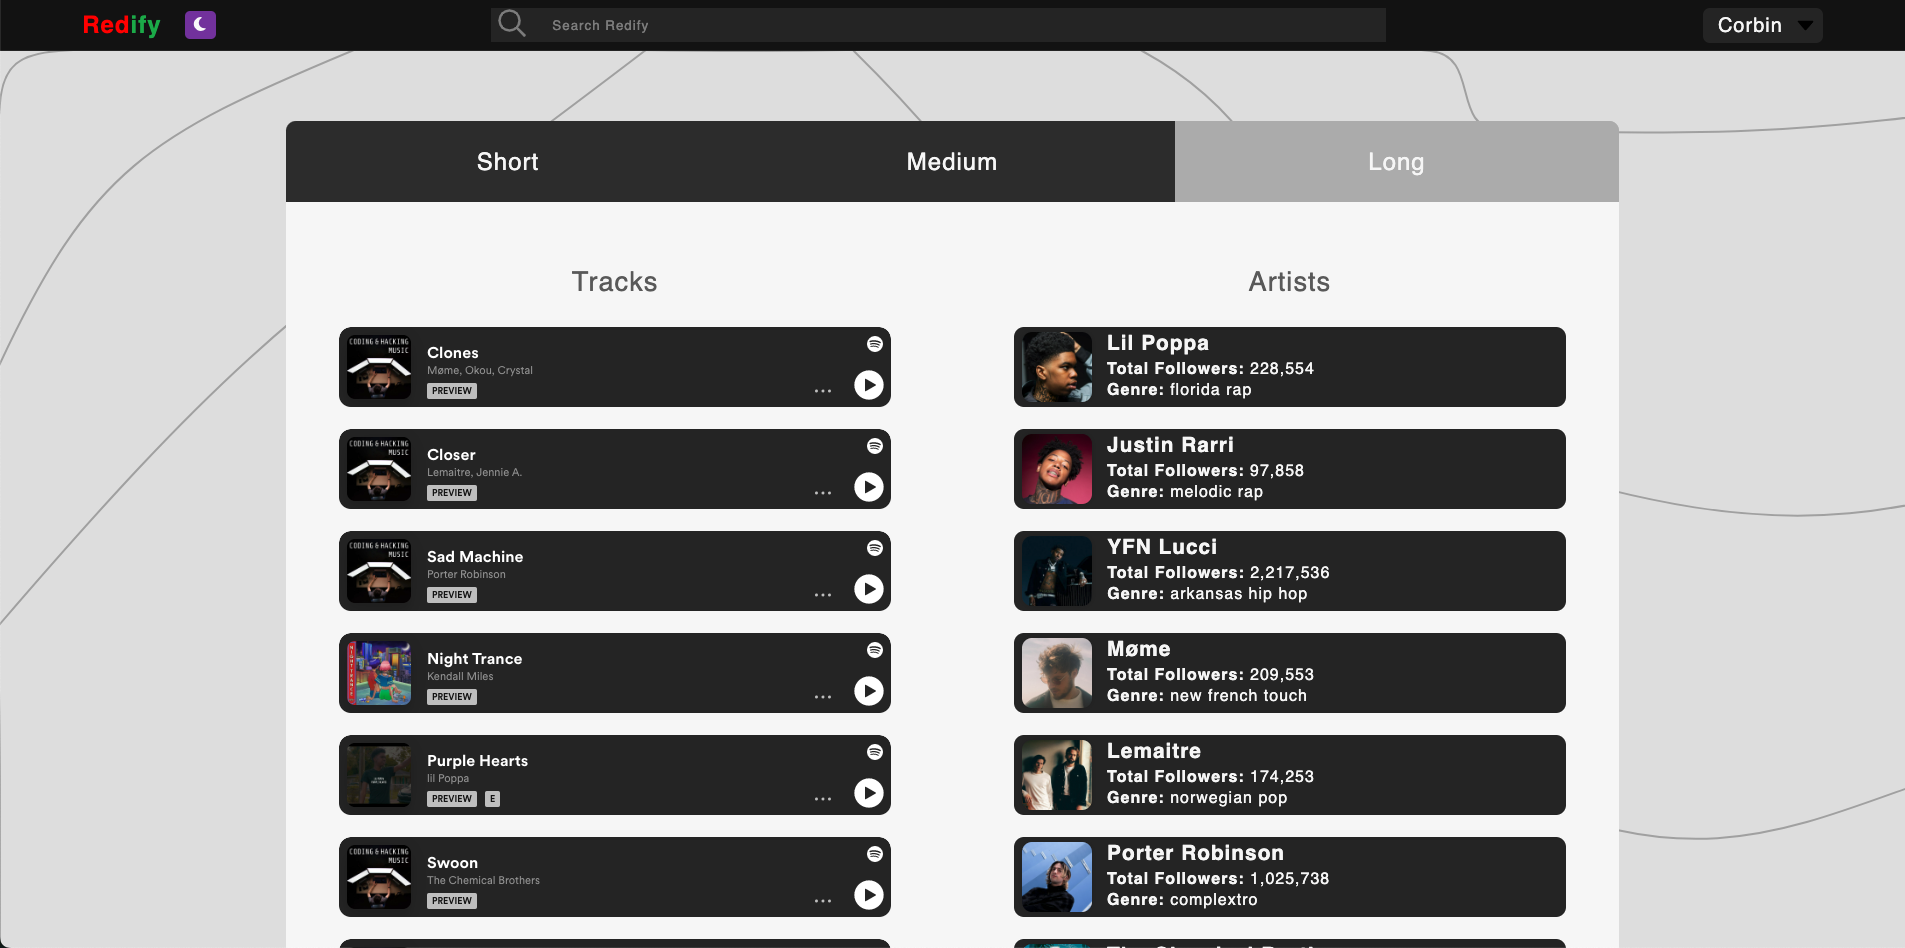 Redify
Search Redify
Corbin
Short
Medium
Long
Tracks
Artists
CODING & HACKING
MUSIC
Clones
Møme, Okou, Crystal
PREVIEW
CODING & HACKING
MUSIC
Closer
Lemaitre, Jennie A.
PREVIEW
CODING & HACKING
MUSIC
Sad Machine
Porter Robinson
PREVIEW
NIGHT TRANCE
Night Trance
Kendall Miles
PREVIEW
Purple Hearts
lil Poppa
PREVIEW E
CODING & HACKING
MUSIC
Swoon
The Chemical Brothers
PREVIEW
Lil Poppa
Total Followers: 228,554
Genre: florida rap
Justin Rarri
Total Followers: 97,858
Genre: melodic rap
YFN Lucci
Total Followers: 2,217,536
Genre: arkansas hip hop
Møme
Total Followers: 209,553
Genre: new french touch
Lemaitre
Total Followers: 174,253
Genre: norwegian pop
Porter Robinson
Total Followers: 1,025,738
Genre: complextro